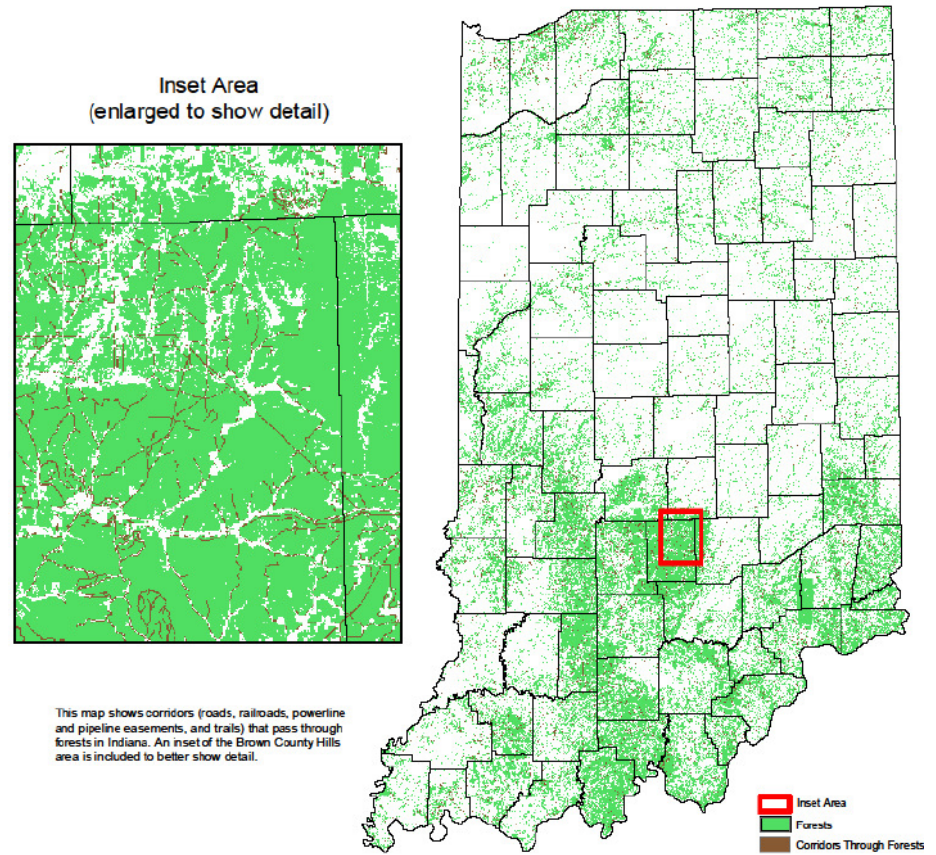 Inset Area
(enlarged to show detail)
This map shows corridors (roads, railroads, powerline
and pipeline easements, and trails) that pass through
forests in Indiana. An inset of the Brown County Hills
area is included to better show detail.
Inset Area
Forests
Corridors Through Forests